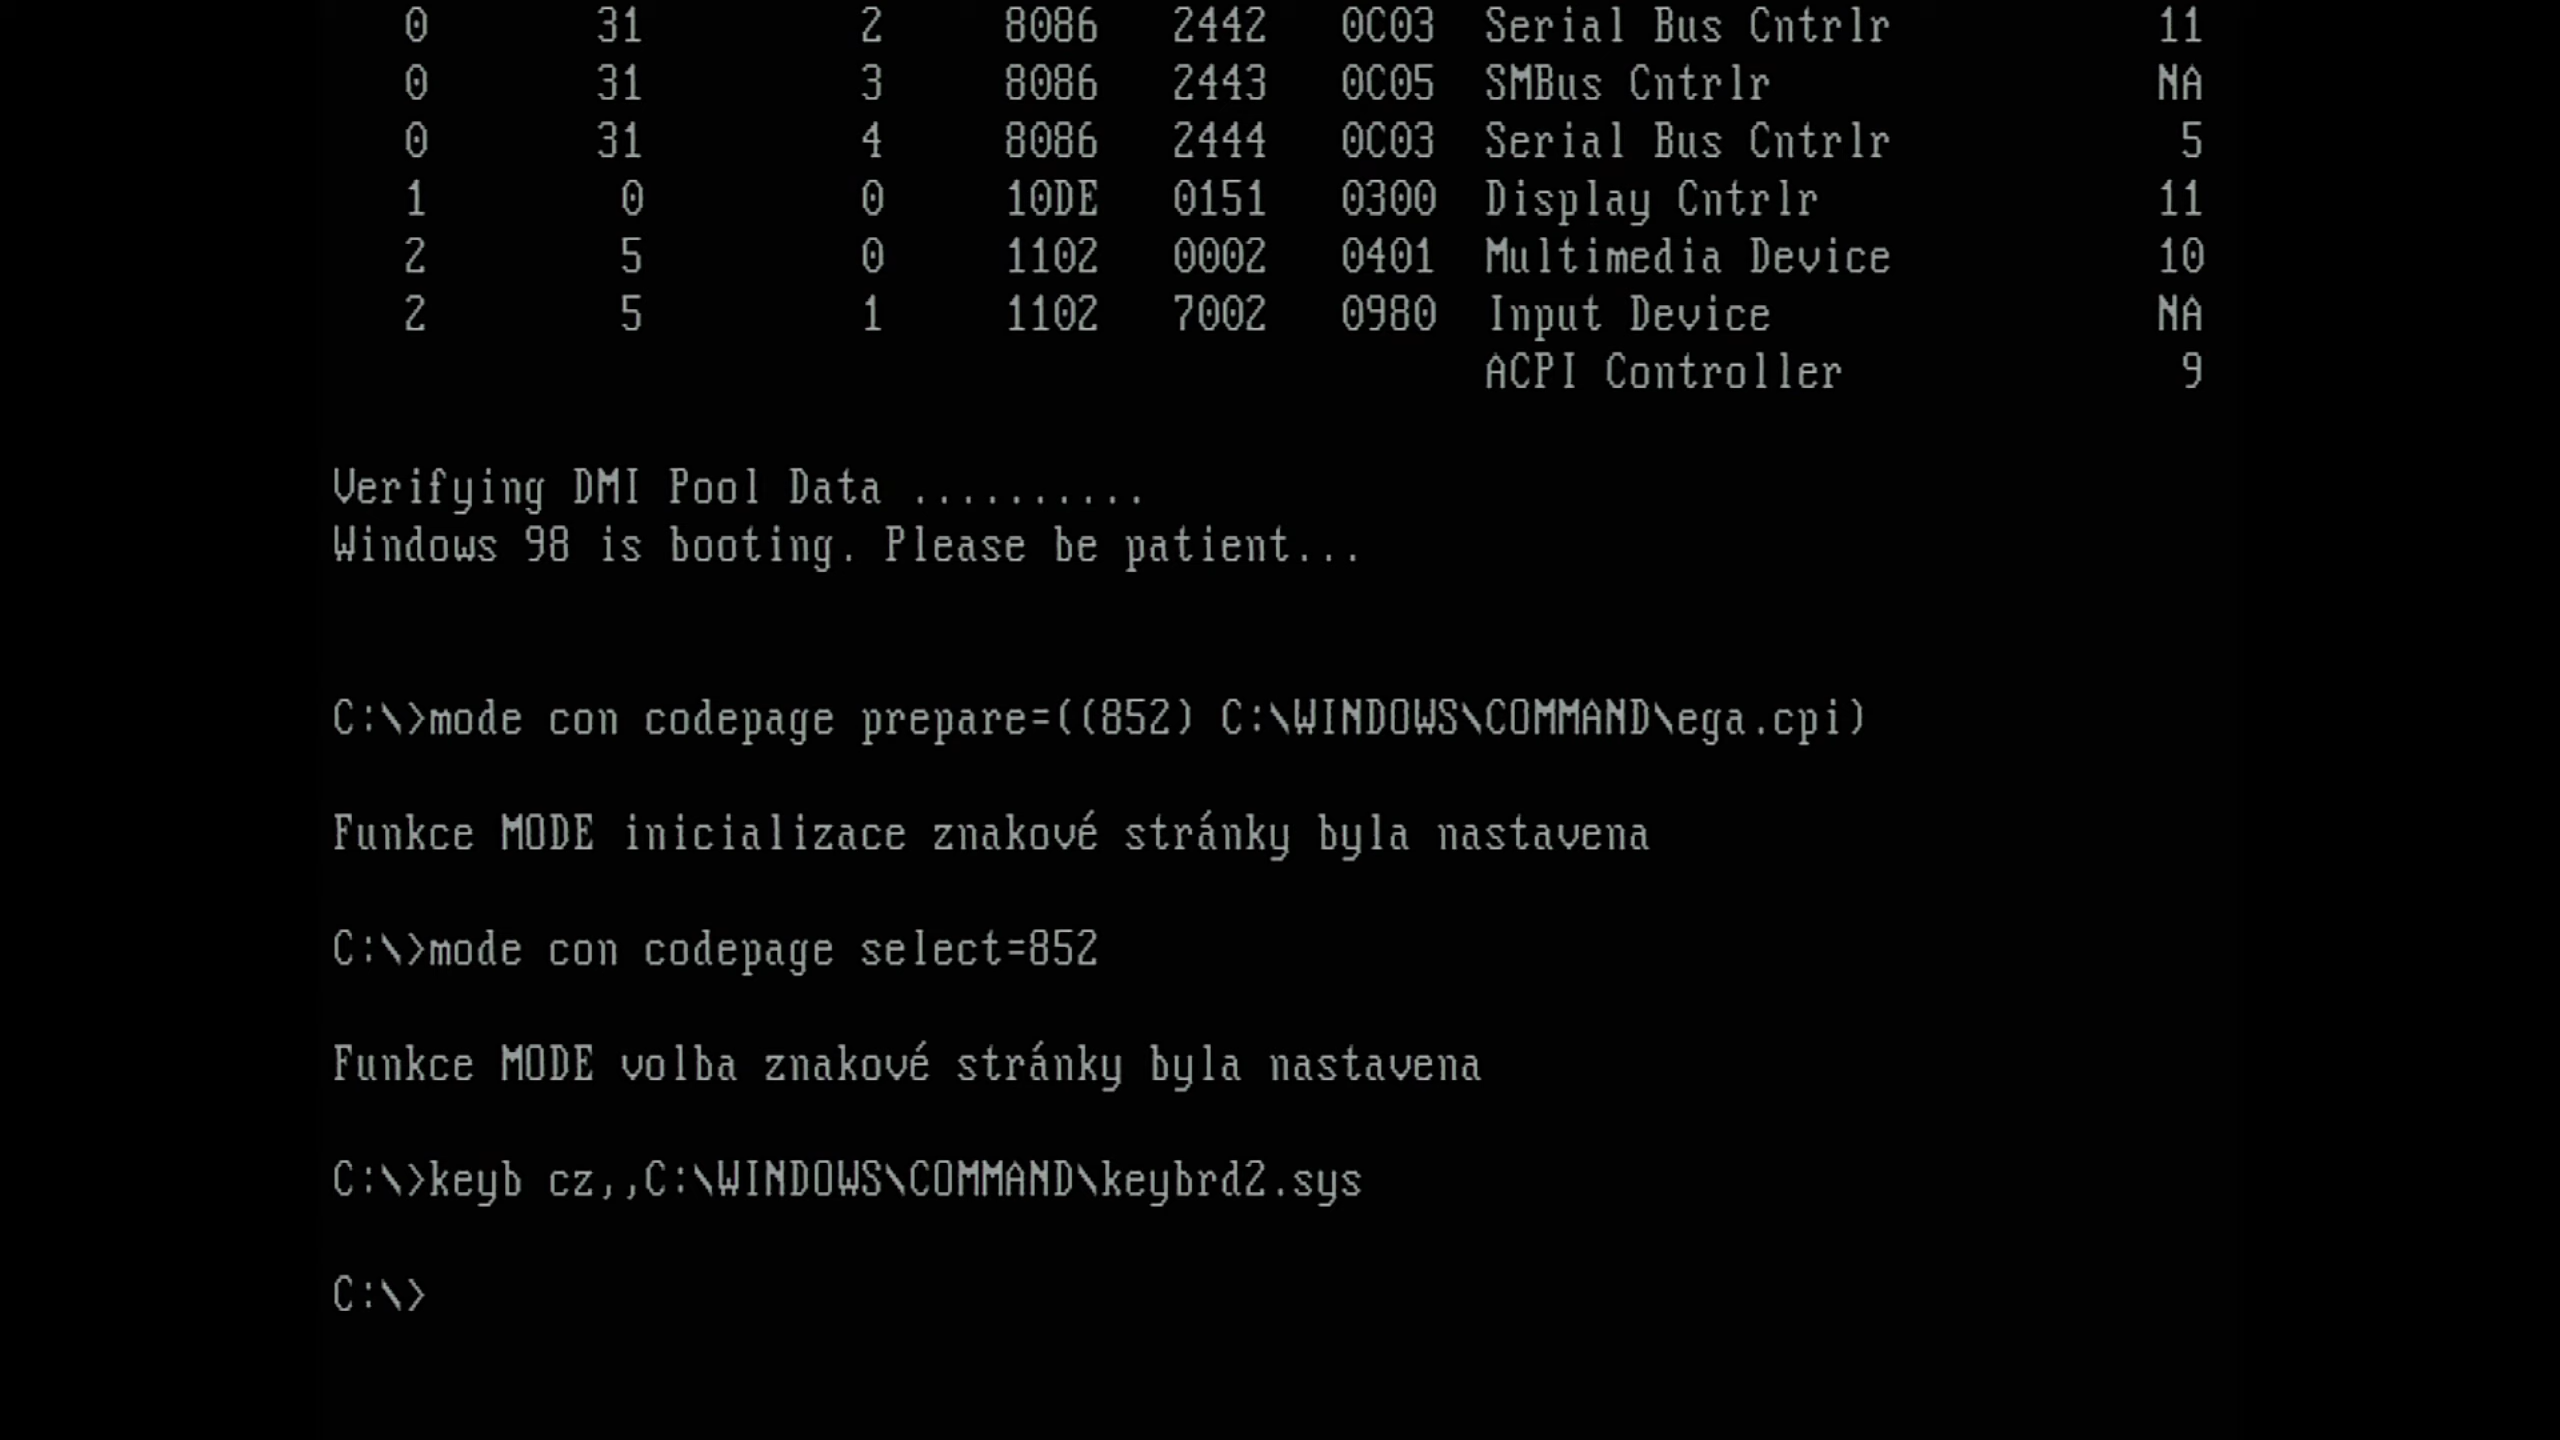 0 31 2 8086 2442 0C03 Serial Bus Cntrlr 11
0 31 3 8086 2443 0C05 SMBus Cntrlr NA
0 31 4 8086 2444 0C03 Serial Bus Cntrlr 5
1 0 0 10DE 0151 0300 Display Cntrlr 11
2 5 0 1102 0002 0401 Multimedia Device 10
2 5 1 1102 7002 0980 Input Device NA
ACPI Controller 9
Verifying DMI Pool Data ..........
Windows 98 is booting. Please be patient...
C:\>mode con codepage prepare=((852) C:\WINDOWS\COMMAND\ega.cpi)
Funkce MODE inicializace znakové stránky byla nastavena
C:\>mode con codepage select=852
Funkce MODE volba znakové stránky byla nastavena
C:\>keyb cz,,C:\WINDOWS\COMMAND\keybrd2.sys
C:\>